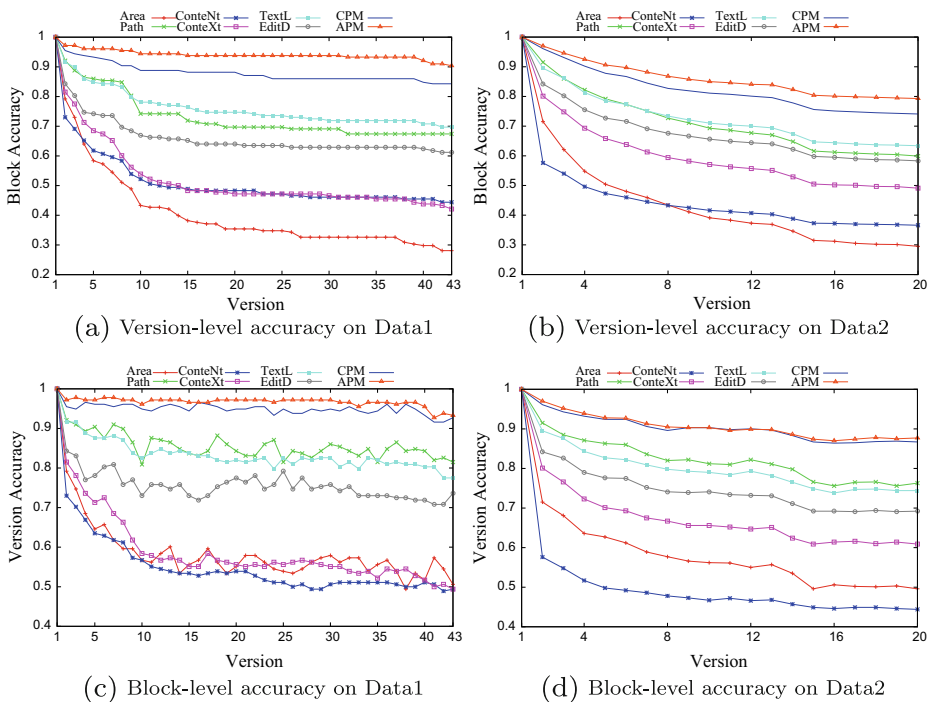 Area ConteNt TextL CPM
Path ConteXt EditD APM
Block Accuracy
1
0.9
0.8
0.7
0.6
0.5
0.4
0.3
0.2
1 5 10 15 20 25 30 35 40 43
Version
(a) Version-level accuracy on Data1
Area ConteNt TextL CPM
Path ConteXt EditD APM
Block Accuracy
1
0.9
0.8
0.7
0.6
0.5
0.4
0.3
0.2
1 4 8 12 16 20
Version
(b) Version-level accuracy on Data2
Area ConteNt TextL CPM
Path ConteXt EditD APM
Version Accuracy
1
0.9
0.8
0.7
0.6
0.5
0.4
1 5 10 15 20 25 30 35 40 43
Version
(c) Block-level accuracy on Data1
Area ConteNt TextL CPM
Path ConteXt EditD APM
Version Accuracy
1
0.9
0.8
0.7
0.6
0.5
0.4
1 4 8 12 16 20
Version
(d) Block-level accuracy on Data2